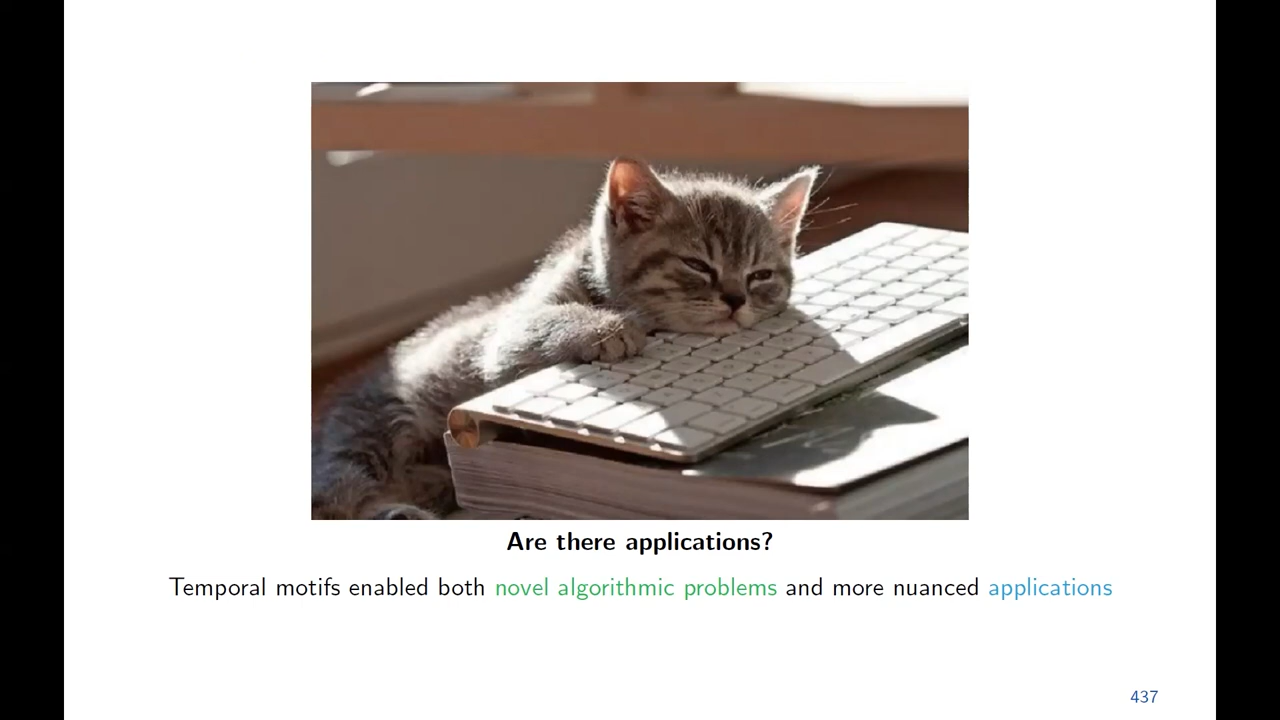 Are there applications?
Temporal motifs enabled both novel algorithmic problems and more nuanced applications
437